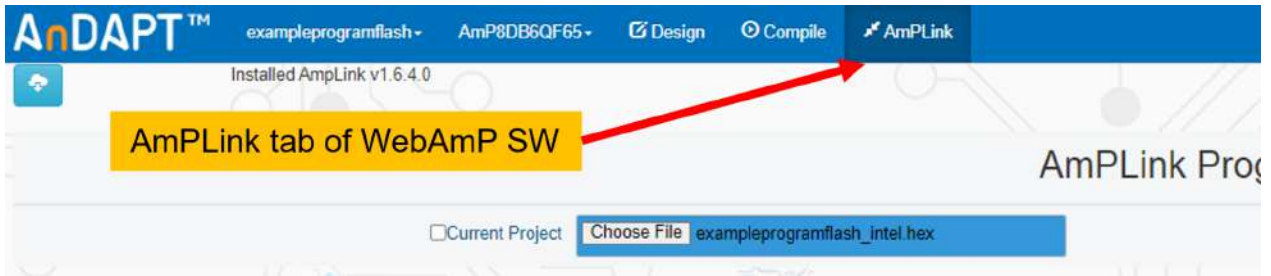 AnDAPT™ exampleprogramflash AmP8DB6QF65 Design Compile AmPLink
Installed AmpLink v1.6.4.0
AmPLink tab of WebAmP SW
AmPLink Prog
Current Project Choose File exampleprogramflash_intel.hex